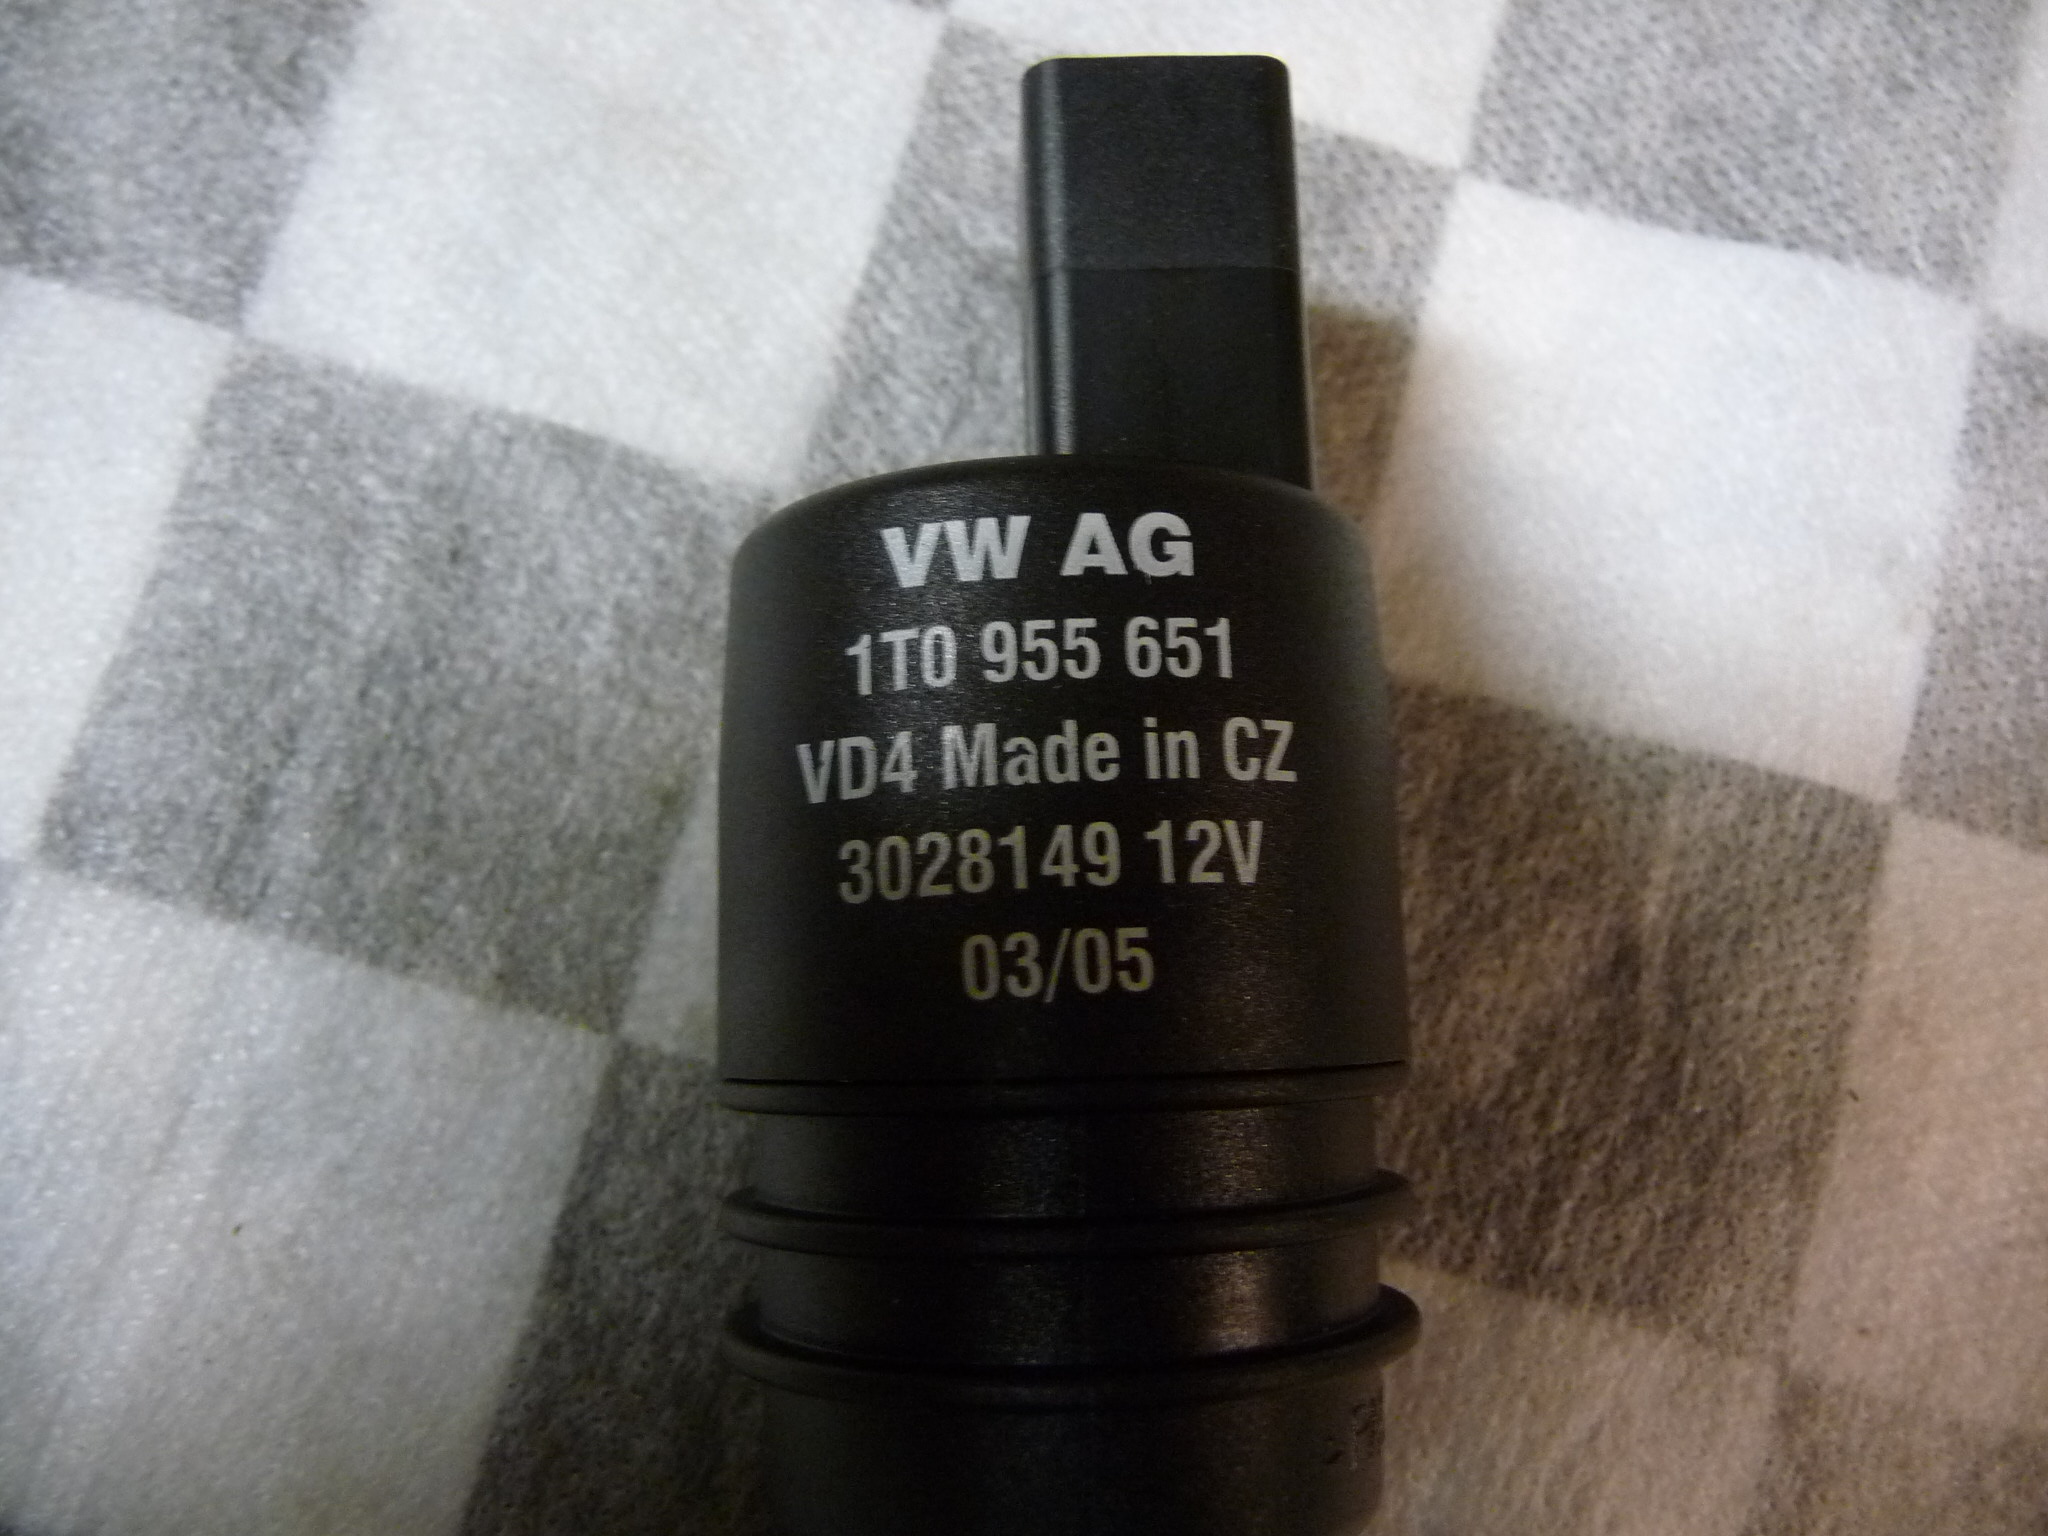 VW AG
1T0 955 651
VD4 Made in CZ
3028149 12V
03/05